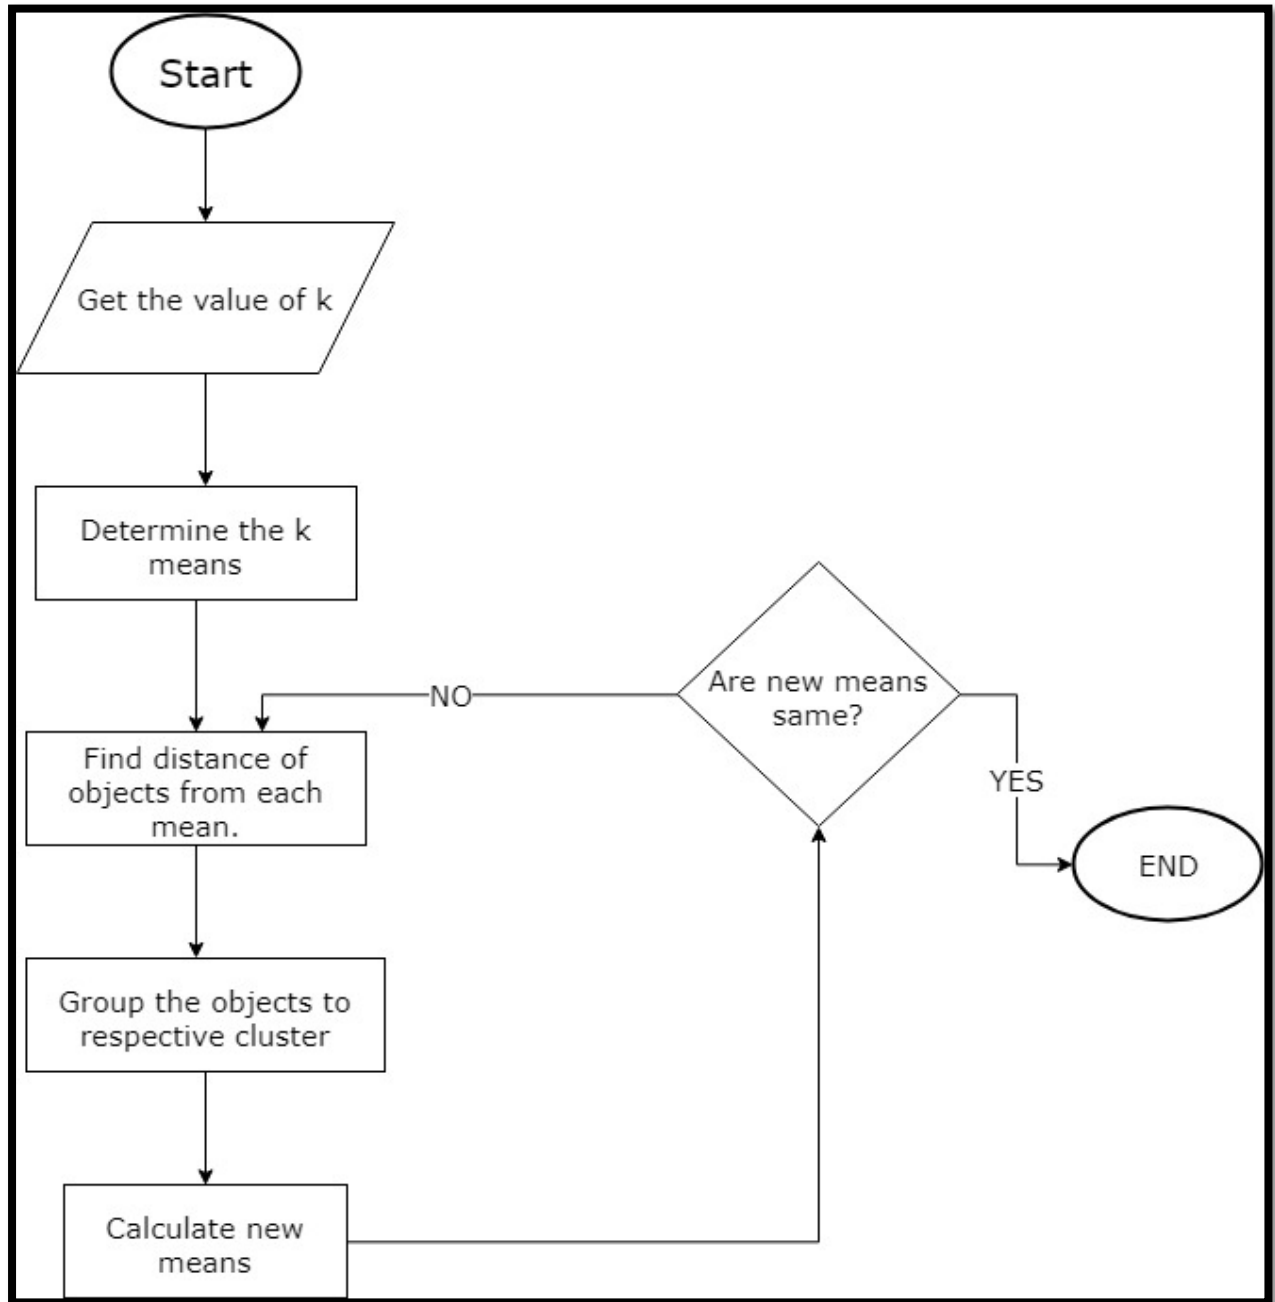 Start
Get the value of k
Determine the k
means
Find distance of
objects from each
mean.
Group the objects to
respective cluster
Calculate new
means
Are new means
same?
NO
YES
END